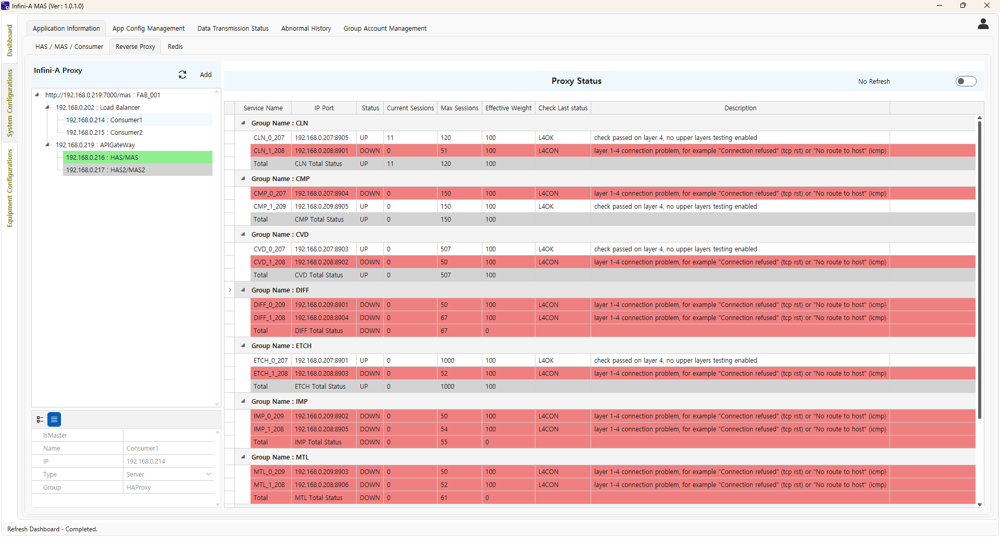 Infini-A MAS (Ver : 1.0.1.0)
Dashboard
System Configurations
Equipment Configurations
Application Information App Config Management Data Transmission Status Abnormal History Group Account Management
HAS / MAS / Consumer Reverse Proxy Redis
Infini-A Proxy Add
http://192.168.0.219:7000/mas : FAB_001
192.168.0.202 : Load Balancer
192.168.0.214 : Consumer1
192.168.0.215 : Consumer2
192.168.0.219 : APIGateWay
192.168.0.216 : HAS/MAS
192.168.0.217 : HAS2/MAS2
IsMaster
Name Consumer1
IP 192.168.0.214
Type Server
Group HAProxy
Proxy Status No Refresh
Service Name IP Port Status Current Sessions Max Sessions Effective Weight Check Last status Description
Group Name : CLN
CLN_0_207 192.168.0.207:8905 UP 11 120 100 L4OK check passed on layer 4, no upper layers testing enabled
CLN_1_208 192.168.0.208:8901 DOWN 0 51 100 L4CON layer 1-4 connection problem, for example "Connection refused" (tcp rst) or "No route to host" (icmp)
Total CLN Total Status UP 11 120 100
Group Name : CMP
CMP_0_207 192.168.0.207:8904 DOWN 0 150 100 L4CON layer 1-4 connection problem, for example "Connection refused" (tcp rst) or "No route to host" (icmp)
CMP_1_209 192.168.0.209:8905 UP 0 150 100 L4OK check passed on layer 4, no upper layers testing enabled
Total CMP Total Status UP 0 150 100
Group Name : CVD
CVD_0_207 192.168.0.207:8903 UP 0 507 100 L4OK check passed on layer 4, no upper layers testing enabled
CVD_1_208 192.168.0.208:8902 DOWN 0 50 100 L4CON layer 1-4 connection problem, for example "Connection refused" (tcp rst) or "No route to host" (icmp)
Total CVD Total Status UP 0 507 100
Group Name : DIFF
DIFF_0_209 192.168.0.209:8901 DOWN 0 50 100 L4CON layer 1-4 connection problem, for example "Connection refused" (tcp rst) or "No route to host" (icmp)
DIFF_1_208 192.168.0.208:8904 DOWN 0 67 100 L4CON layer 1-4 connection problem, for example "Connection refused" (tcp rst) or "No route to host" (icmp)
Total DIFF Total Status DOWN 0 67 0
Group Name : ETCH
ETCH_0_207 192.168.0.207:8901 UP 0 1000 100 L4OK check passed on layer 4, no upper layers testing enabled
ETCH_1_208 192.168.0.208:8903 DOWN 0 52 100 L4CON layer 1-4 connection problem, for example "Connection refused" (tcp rst) or "No route to host" (icmp)
Total ETCH Total Status UP 0 1000 100
Group Name : IMP
IMP_0_209 192.168.0.209:8902 DOWN 0 50 100 L4CON layer 1-4 connection problem, for example "Connection refused" (tcp rst) or "No route to host" (icmp)
IMP_1_208 192.168.0.208:8905 DOWN 0 54 100 L4CON layer 1-4 connection problem, for example "Connection refused" (tcp rst) or "No route to host" (icmp)
Total IMP Total Status DOWN 0 55 0
Group Name : MTL
MTL_0_209 192.168.0.209:8903 DOWN 0 50 100 L4CON layer 1-4 connection problem, for example "Connection refused" (tcp rst) or "No route to host" (icmp)
MTL_1_208 192.168.0.208:8906 DOWN 0 52 100 L4CON layer 1-4 connection problem, for example "Connection refused" (tcp rst) or "No route to host" (icmp)
Total MTL Total Status DOWN 0 61 0
Refresh Dashboard - Completed.